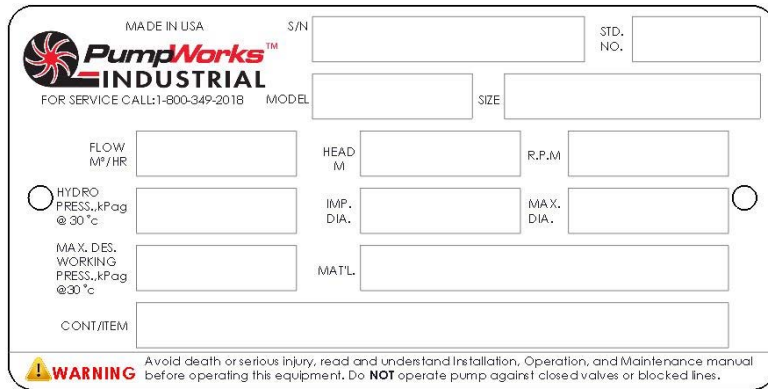 MADE IN USA
S/N
STD.
NO.
PumpWorks™
INDUSTRIAL
FOR SERVICE CALL:1-800-349-2018
MODEL
SIZE
FLOW
M³/HR
HEAD
M
R.P.M
HYDRO
PRESS.,kPag
@ 30 °c
IMP.
DIA.
MAX.
DIA.
MAX. DES.
WORKING
PRESS.,kPag
@30 °c
MAT'L.
CONT/ITEM
WARNING
Avoid death or serious injury, read and understand Installation, Operation, and Maintenance manual
before operating this equipment. Do NOT operate pump against closed valves or blocked lines.